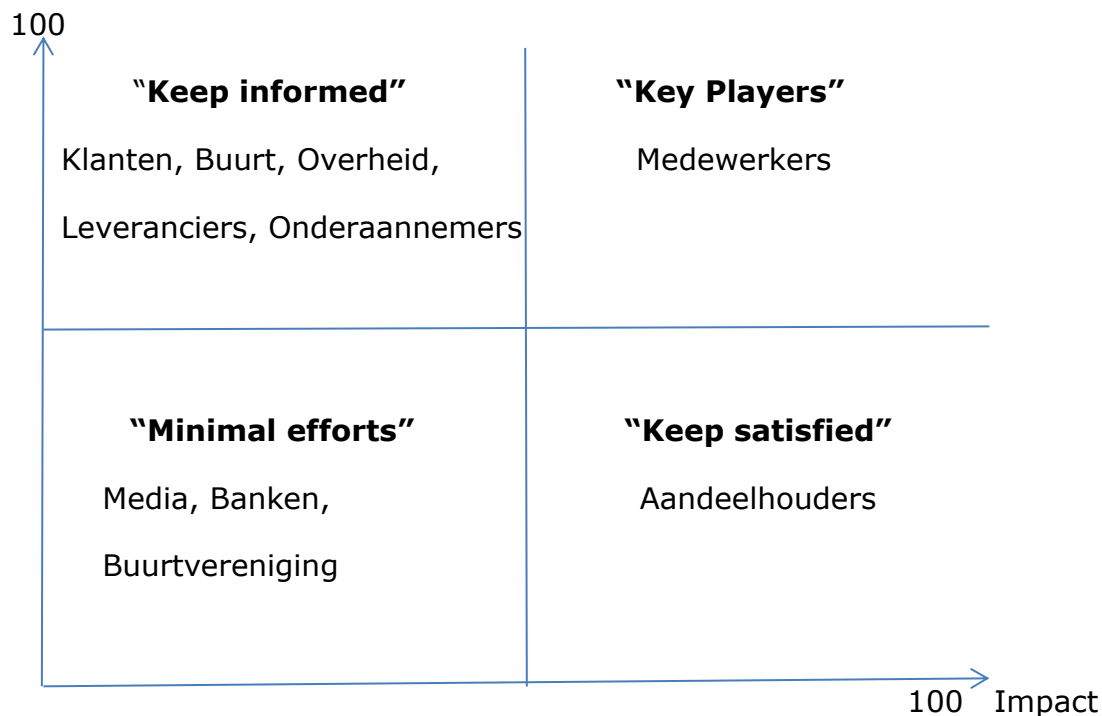 100
“Keep informed”
“Key Players”
Klanten, Buurt, Overheid,
Medewerkers
Leveranciers, Onderaannemers
“Minimal efforts”
“Keep satisfied”
Media, Banken,
Aandeelhouders
Buurtvereniging
100 Impact